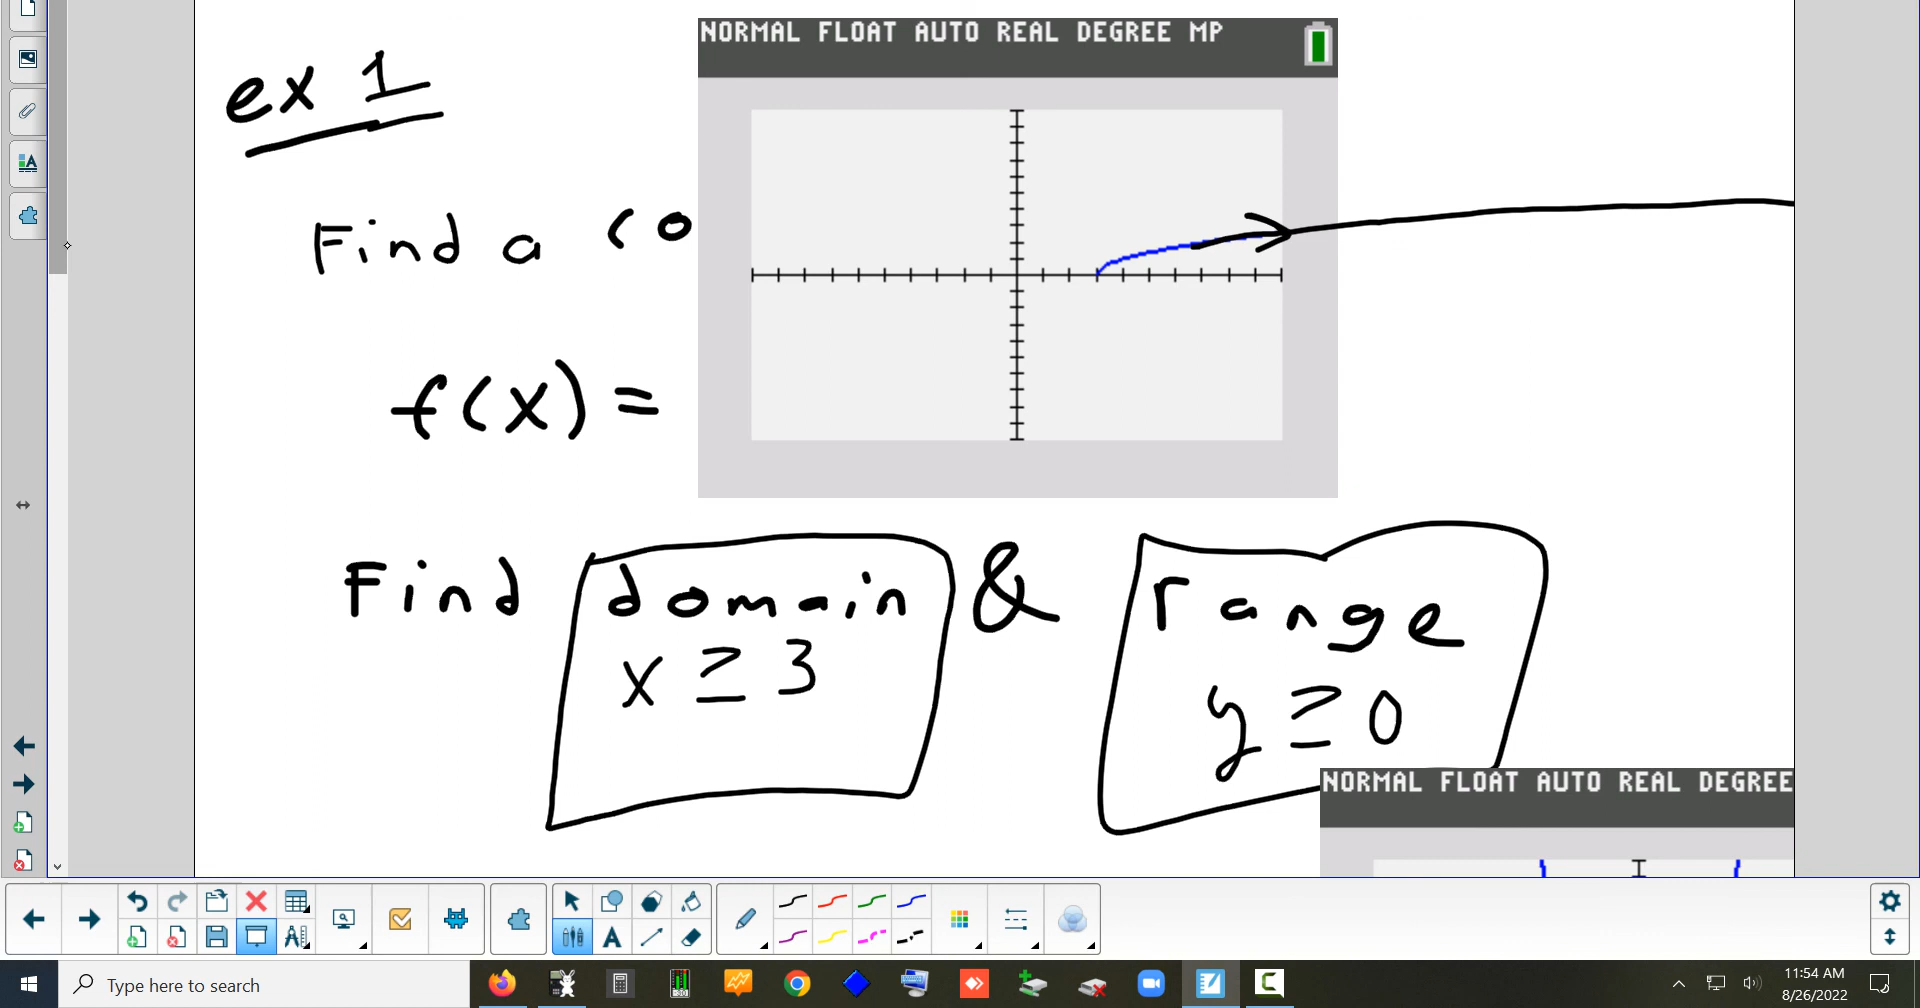 NORMAL FLOAT AUTO REAL DEGREE MP
ex 1
Find a co
f(x) =
Find domain & range
x ≥ 3
y ≥ 0
NORMAL FLOAT AUTO REAL DEGREE
Type here to search
11:54 AM
8/26/2022